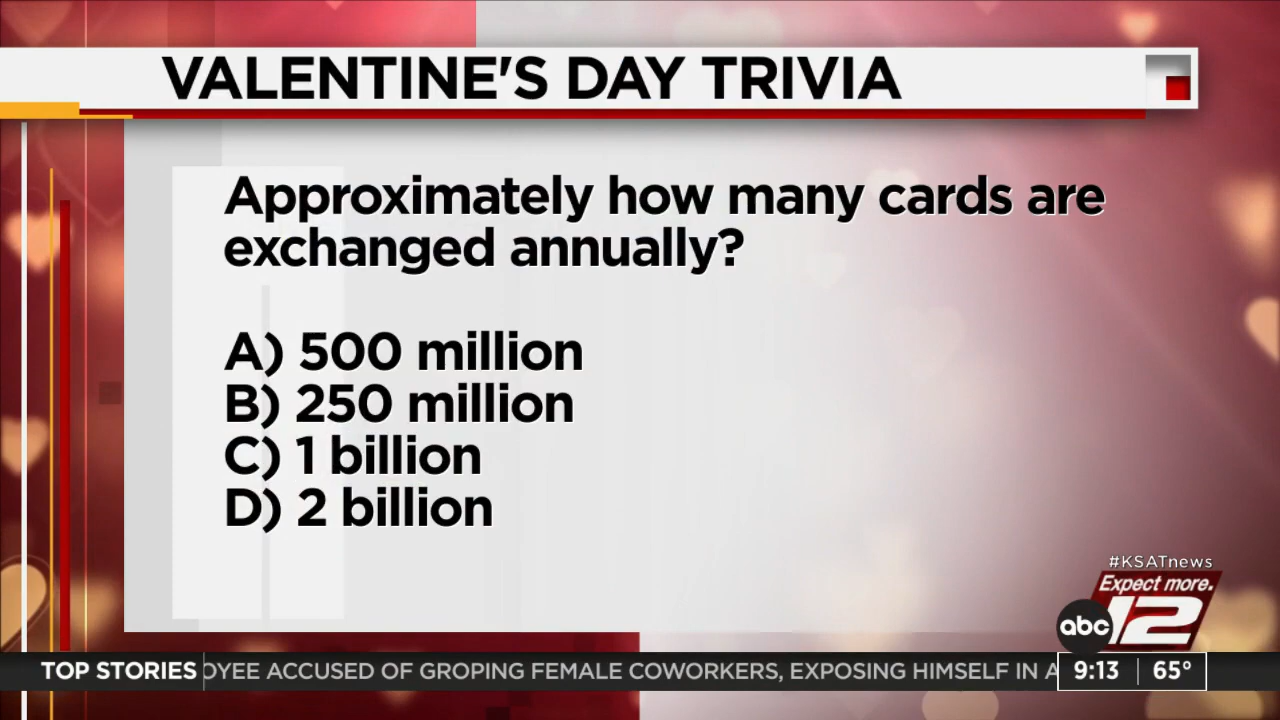 VALENTINE'S DAY TRIVIA
Approximately how many cards are
exchanged annually?
A) 500 million
B) 250 million
C) 1 billion
D) 2 billion
#KSATnews
Expect more.
abc 12
TOP STORIES OYEE ACCUSED OF GROPING FEMALE COWORKERS, EXPOSING HIMSELF IN A 9:13 65°